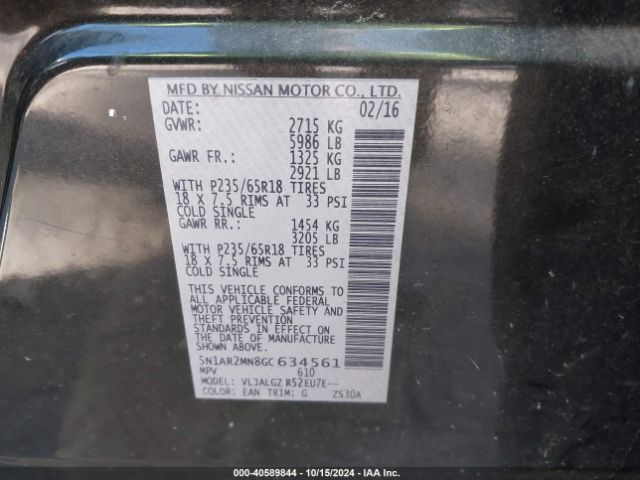 MFD BY NISSAN MOTOR CO., LTD.
DATE: 02/16
GVWR: 2715 KG
5986 LB
GAWR FR.: 1325 KG
2921 LB
WITH P235/65R18 TIRES
18 X 7.5 RIMS AT 33 PSI
COLD SINGLE
GAWR RR.: 1454 KG
3205 LB
WITH P235/65R18 TIRES
18 X 7.5 RIMS AT 33 PSI
COLD SINGLE
THIS VEHICLE CONFORMS TO
ALL APPLICABLE FEDERAL
MOTOR VEHICLE SAFETY AND
THEFT PREVENTION
STANDARDS IN EFFECT ON
THE DATE OF MANUFACTURE
SHOWN ABOVE.
5N1AR2MN8GC634561
MPV 610
MODEL: VLJALGZ R52EU7E--
COLOR: EAN TRIM: G ZS30A
000-40589844 - 10/15/2024 - IAA Inc.